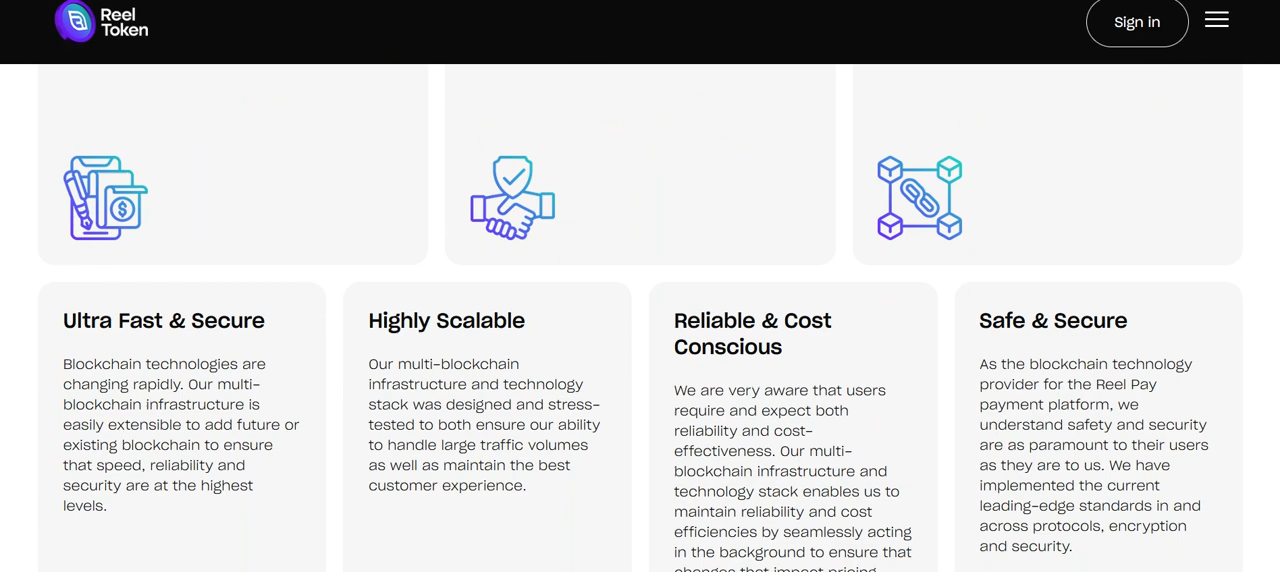 Reel
Token
Sign in
Ultra Fast & Secure
Blockchain technologies are
changing rapidly. Our multi-
blockchain infrastructure is
easily extensible to add future or
existing blockchain to ensure
that speed, reliability and
security are at the highest
levels.
Highly Scalable
Our multi-blockchain
infrastructure and technology
stack was designed and stress-
tested to both ensure our ability
to handle large traffic volumes
as well as maintain the best
customer experience.
Reliable & Cost
Conscious
We are very aware that users
require and expect both
reliability and cost-
effectiveness. Our multi-
blockchain infrastructure and
technology stack enables us to
maintain reliability and cost
efficiencies by seamlessly acting
in the background to ensure that
changes that impact pricing
Safe & Secure
As the blockchain technology
provider for the Reel Pay
payment platform, we
understand safety and security
are as paramount to their users
as they are to us. We have
implemented the current
leading-edge standards in and
across protocols, encryption
and security.